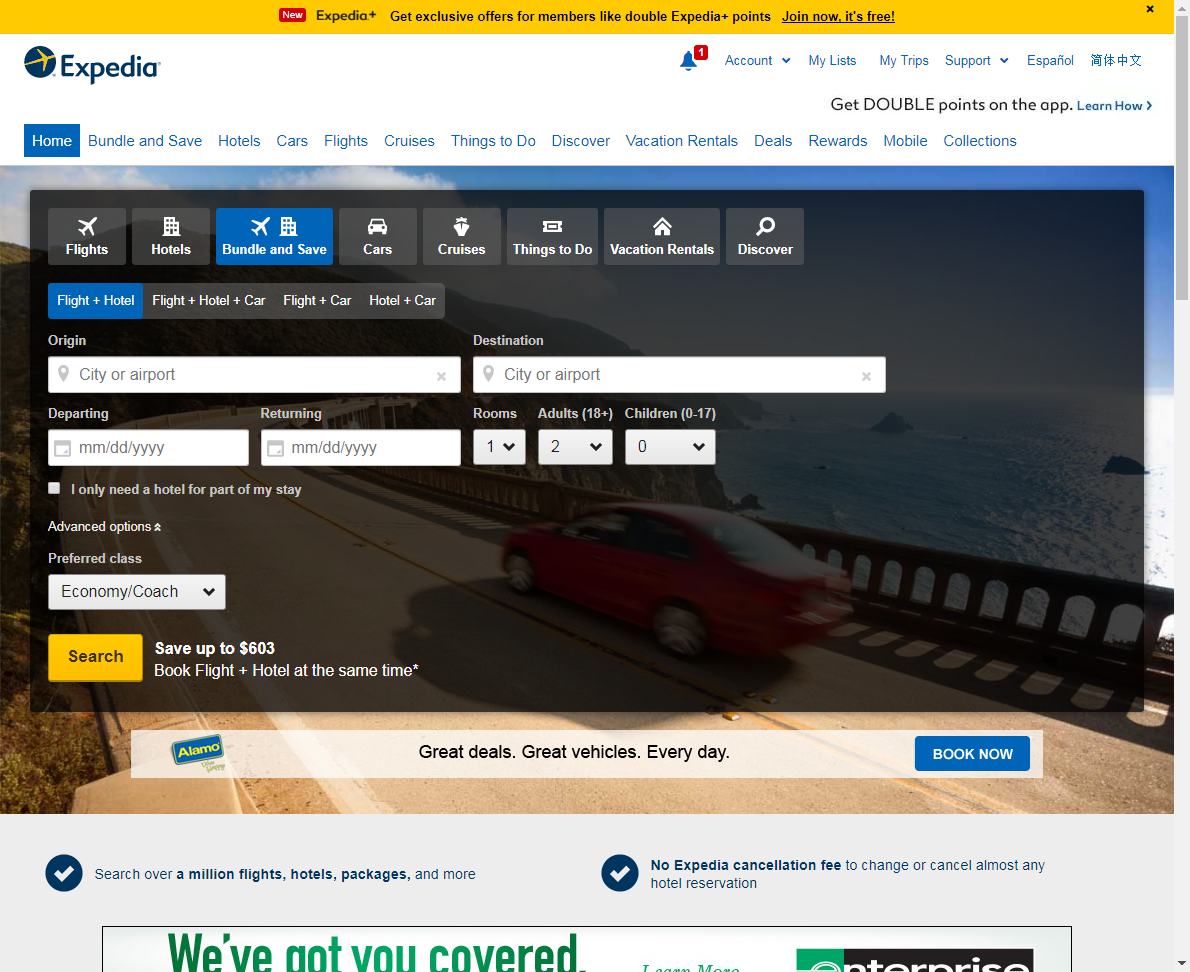 New Expedia+ Get exclusive offers for members like double Expedia+ points Join now, it's free!
Expedia
1 Account My Lists My Trips Support Español 简体中文
Get DOUBLE points on the app. Learn How
Home Bundle and Save Hotels Cars Flights Cruises Things to Do Discover Vacation Rentals Deals Rewards Mobile Collections
Flights Hotels Bundle and Save Cars Cruises Things to Do Vacation Rentals Discover
Flight + Hotel Flight + Hotel + Car Flight + Car Hotel + Car
Origin Destination
City or airport City or airport
Departing Returning Rooms Adults (18+) Children (0-17)
mm/dd/yyyy mm/dd/yyyy 1 2 0
I only need a hotel for part of my stay
Advanced options
Preferred class
Economy/Coach
Search
Save up to $603
Book Flight + Hotel at the same time*
Alamo Great deals. Great vehicles. Every day. BOOK NOW
Search over a million flights, hotels, packages, and more
No Expedia cancellation fee to change or cancel almost any
hotel reservation
We've got you covered.
Learn More
enterprise